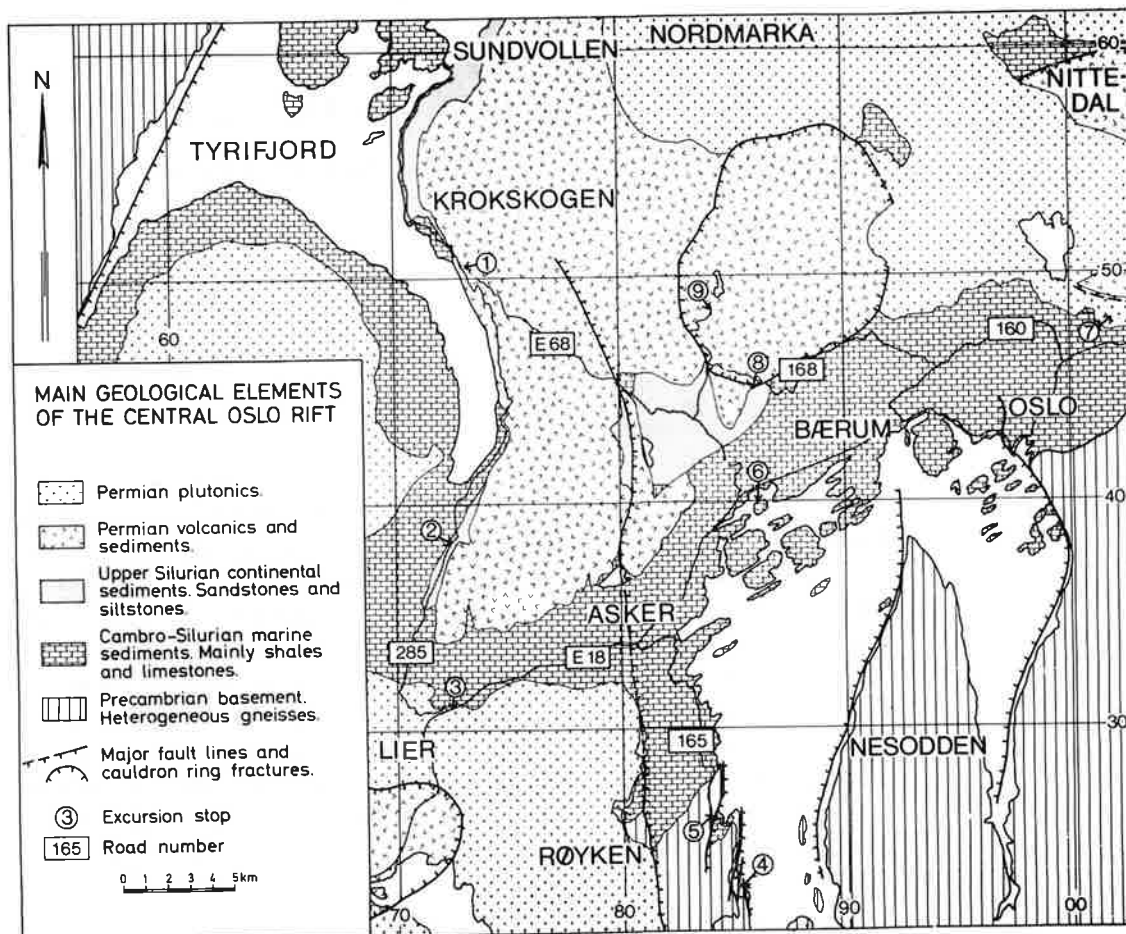 SUNDVOLLEN
NORDMARKA
60
NITTE-
DAL
N
TYRIFJORD
KROKSKOGEN
1
9
50
60
E 68
160
7
8
168
OSLO
BÆRUM
6
40
2
ASKER
285
E 18
3
165
30
LIER
NESODDEN
5
RØYKEN
4
70
80
90
00
MAIN GEOLOGICAL ELEMENTS
OF THE CENTRAL OSLO RIFT
Permian plutonics.
Permian volcanics and
sediments.
Upper Silurian continental
sediments. Sandstones and
siltstones.
Cambro-Silurian marine
sediments. Mainly shales
and limestones.
Precambrian basement.
Heterogeneous gneisses.
Major fault lines and
cauldron ring fractures.
3 Excursion stop
165 Road number
0 1 2 3 4 5km